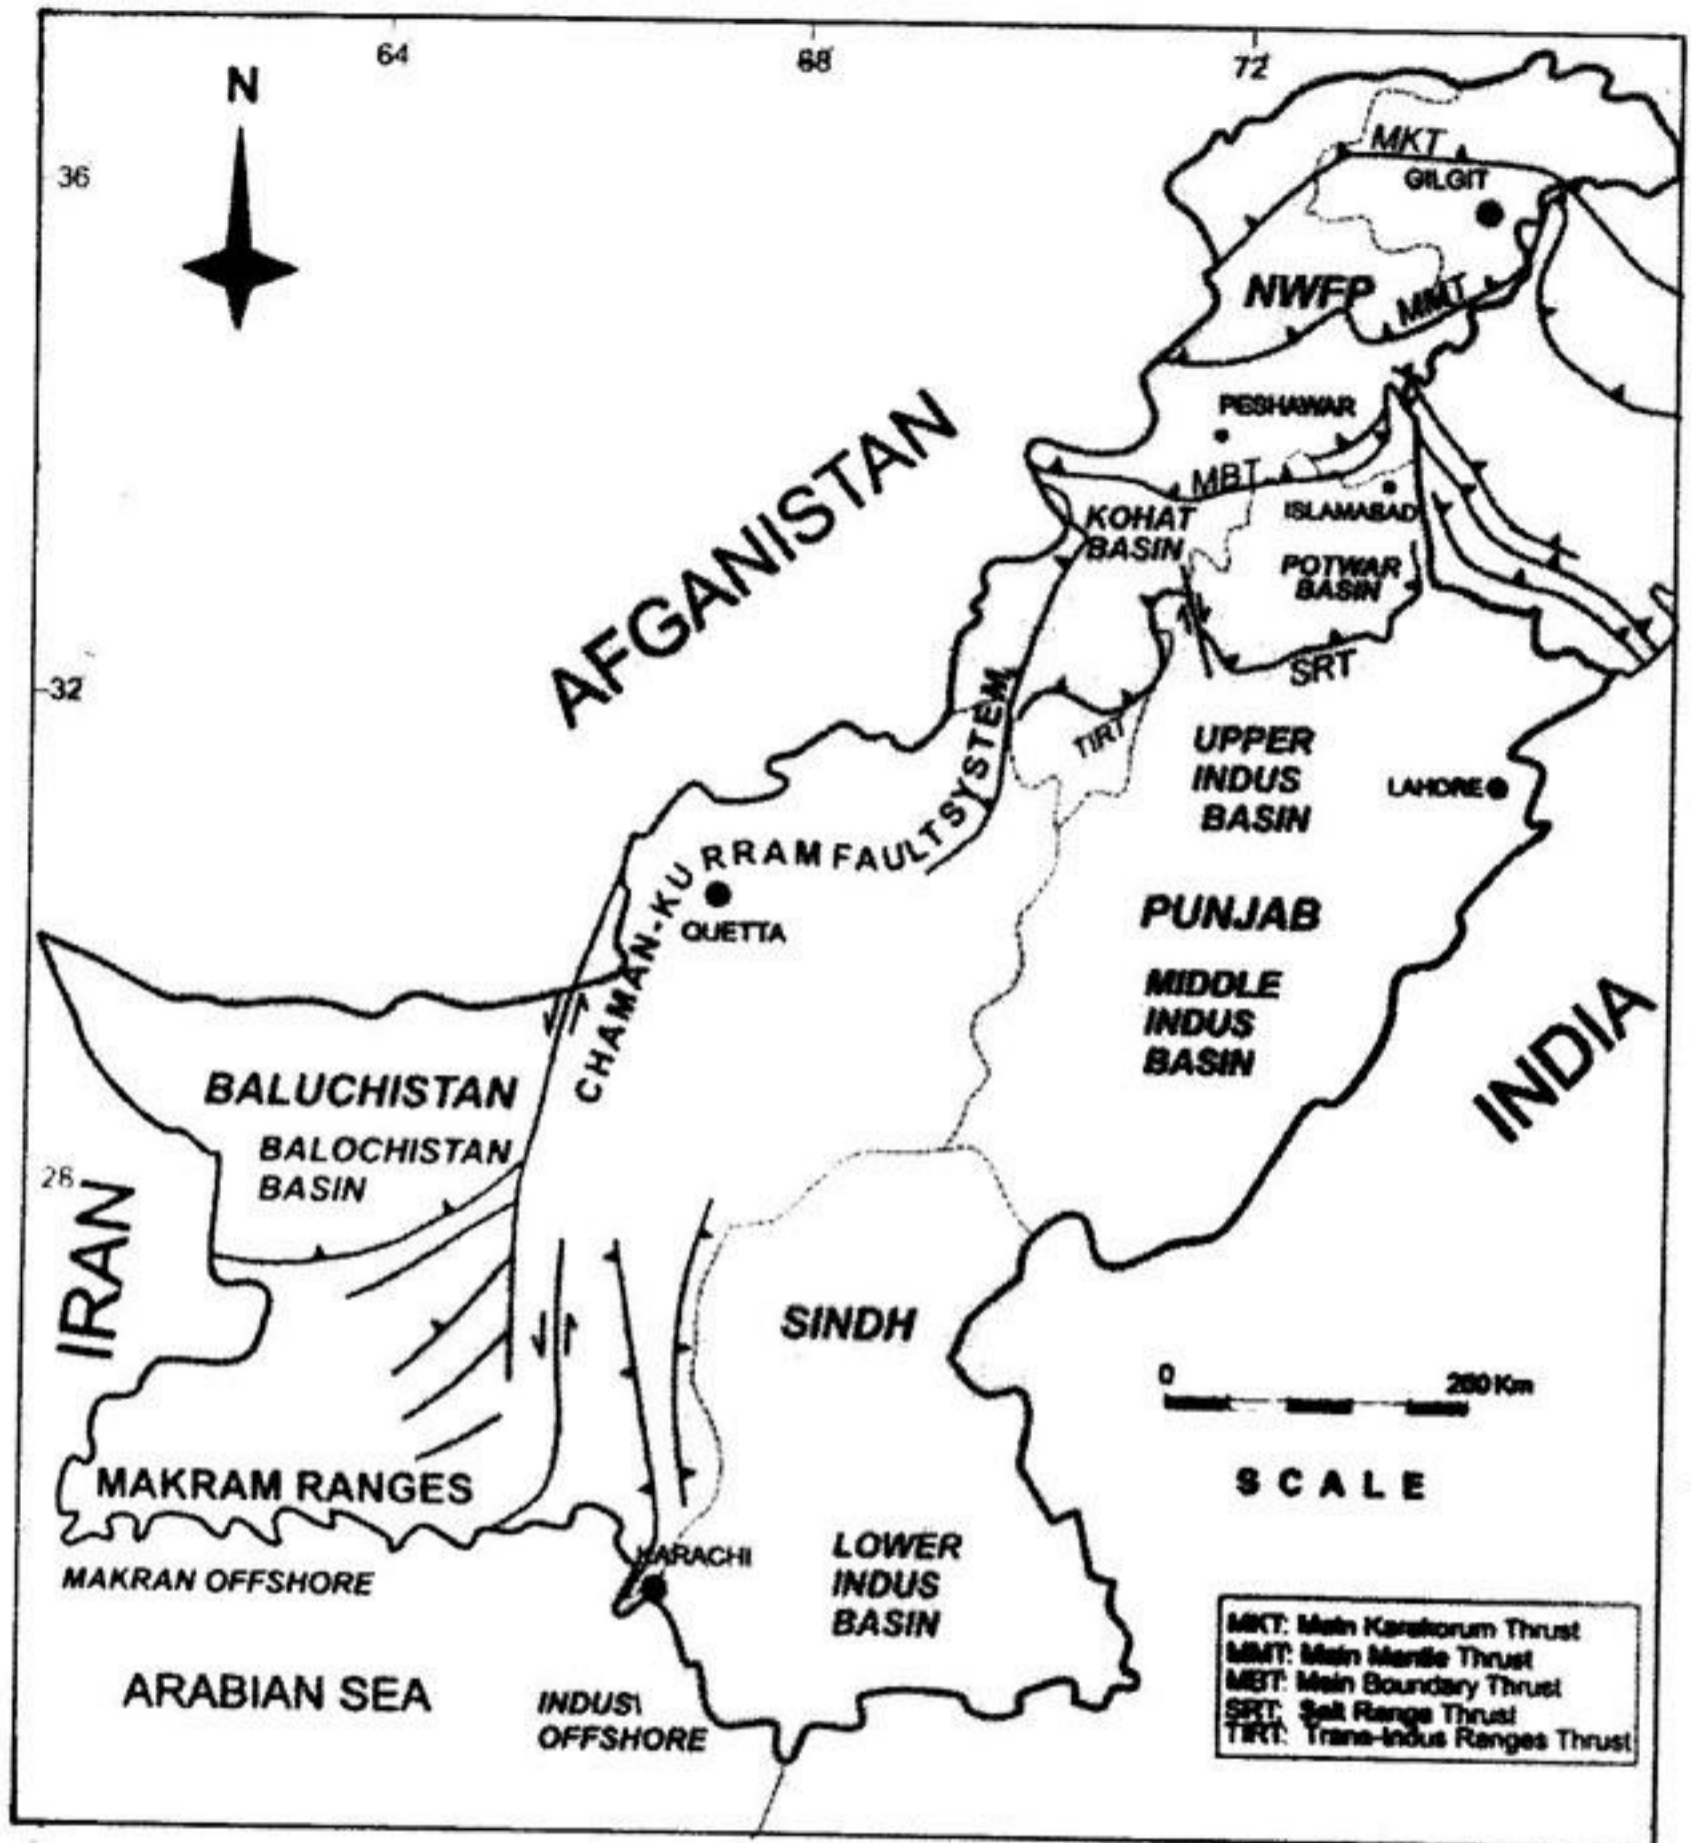 64
68
72
N
36
MKT
GILGIT
NWFP
MMT
PESHAWAR
AFGANISTAN
MBT
KOHAT
BASIN
ISLAMABAD
POTWAR
BASIN
32
SRT
TIRT
UPPER
INDUS
BASIN
LAHORE
CHAMAN-KURRAM FAULT SYSTEM
QUETTA
PUNJAB
MIDDLE
INDUS
BASIN
INDIA
BALUCHISTAN
BALOCHISTAN
BASIN
28
IRAN
SINDH
0
260 Km
SCALE
MAKRAM RANGES
KARACHI
MAKRAN OFFSHORE
LOWER
INDUS
BASIN
ARABIAN SEA
INDUS\
OFFSHORE
MKT: Main Karakorum Thrust
MMT: Main Mantle Thrust
MBT: Main Boundary Thrust
SRT: Salt Range Thrust
TIRT: Trans-Indus Ranges Thrust